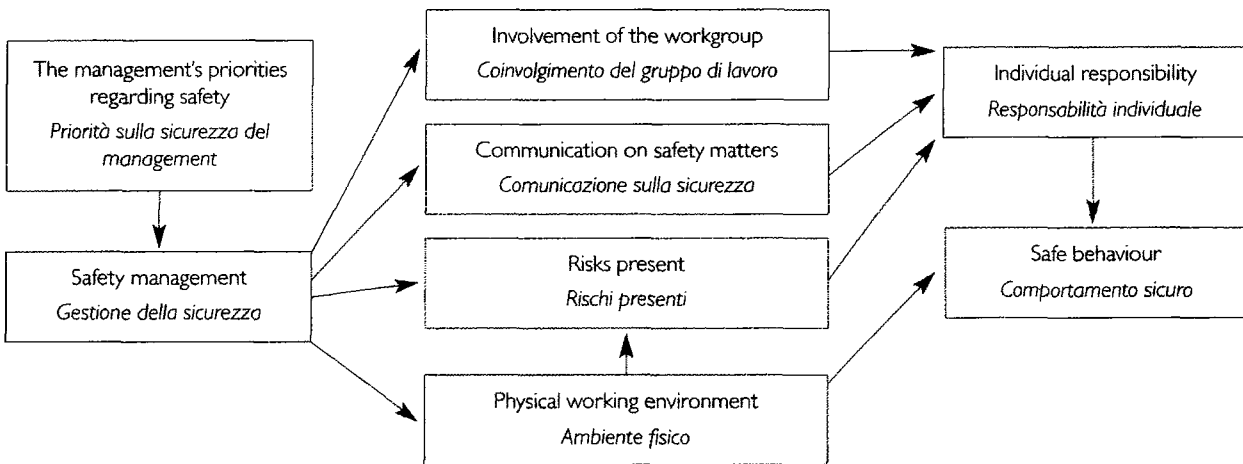 The management's priorities
regarding safety
Priorità sulla sicurezza del
management
Safety management
Gestione della sicurezza
Involvement of the workgroup
Coinvolgimento del gruppo di lavoro
Communication on safety matters
Comunicazione sulla sicurezza
Risks present
Rischi presenti
Physical working environment
Ambiente fisico
Individual responsibility
Responsabilità individuale
Safe behaviour
Comportamento sicuro